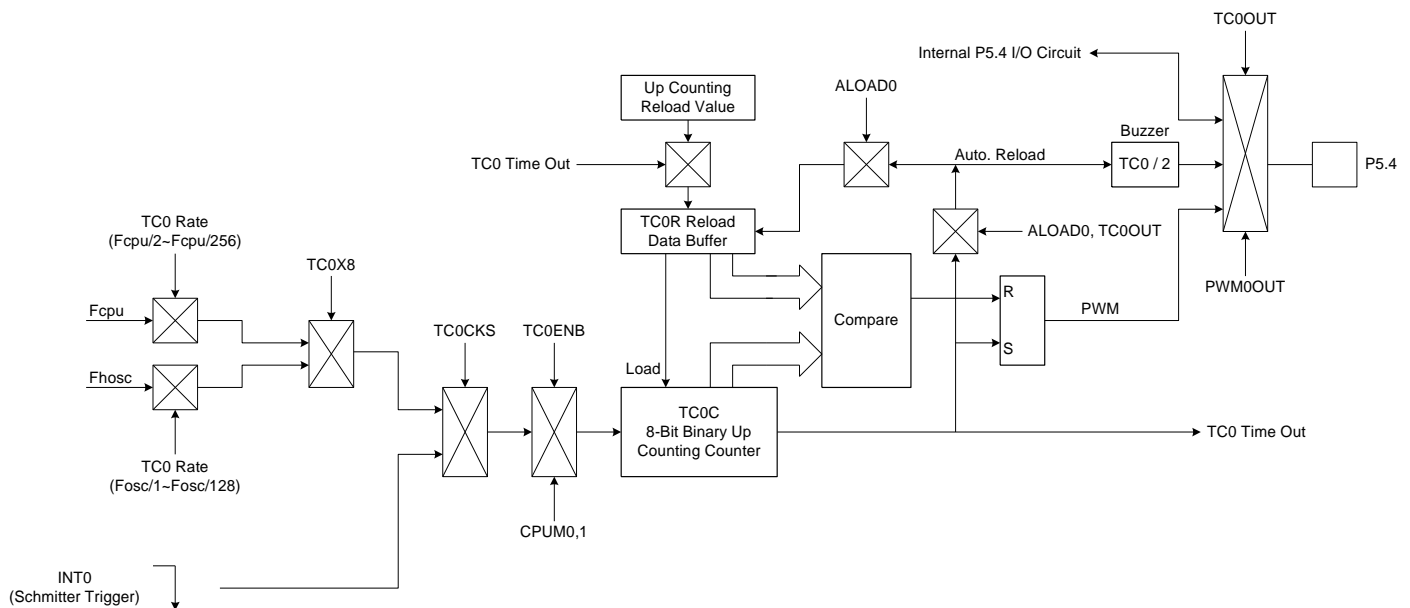 TC0OUT
Internal P5.4 I/O Circuit
Up Counting
Reload Value
ALOAD0
Buzzer
TC0 Time Out
Auto. Reload
TC0 / 2
P5.4
TC0 Rate
(Fcpu/2~Fcpu/256)
TC0R Reload
Data Buffer
ALOAD0, TC0OUT
TC0X8
PWM0OUT
Fcpu
R
PWM
Compare
TC0CKS
TC0ENB
S
Load
Fhosc
TC0C
8-Bit Binary Up
Counting Counter
TC0 Time Out
TC0 Rate
(Fosc/1~Fosc/128)
CPUM0,1
INT0
(Schmitter Trigger)